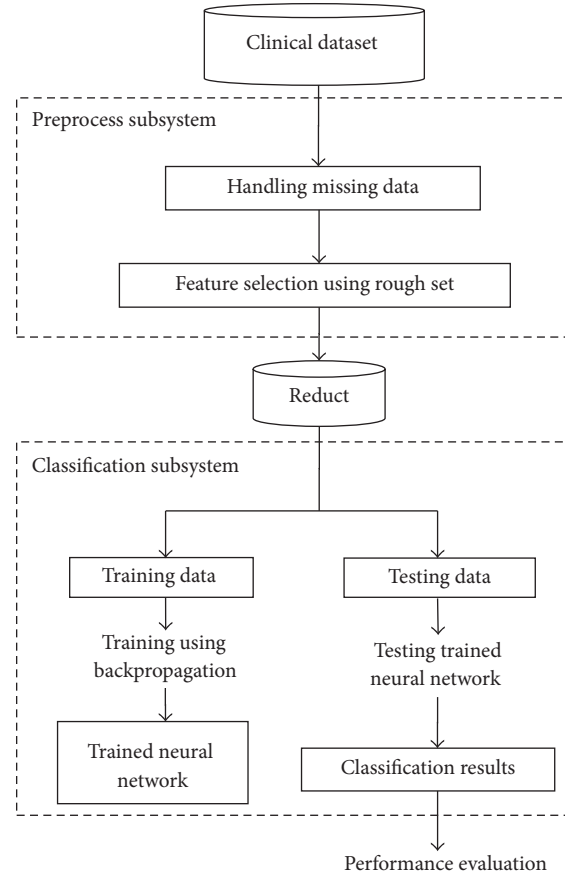 Clinical dataset
Preprocess subsystem
Handling missing data
Feature selection using rough set
Reduct
Classification subsystem
Training data
Testing data
Training using
backpropagation
Testing trained
neural network
Trained neural
network
Classification results
Performance evaluation